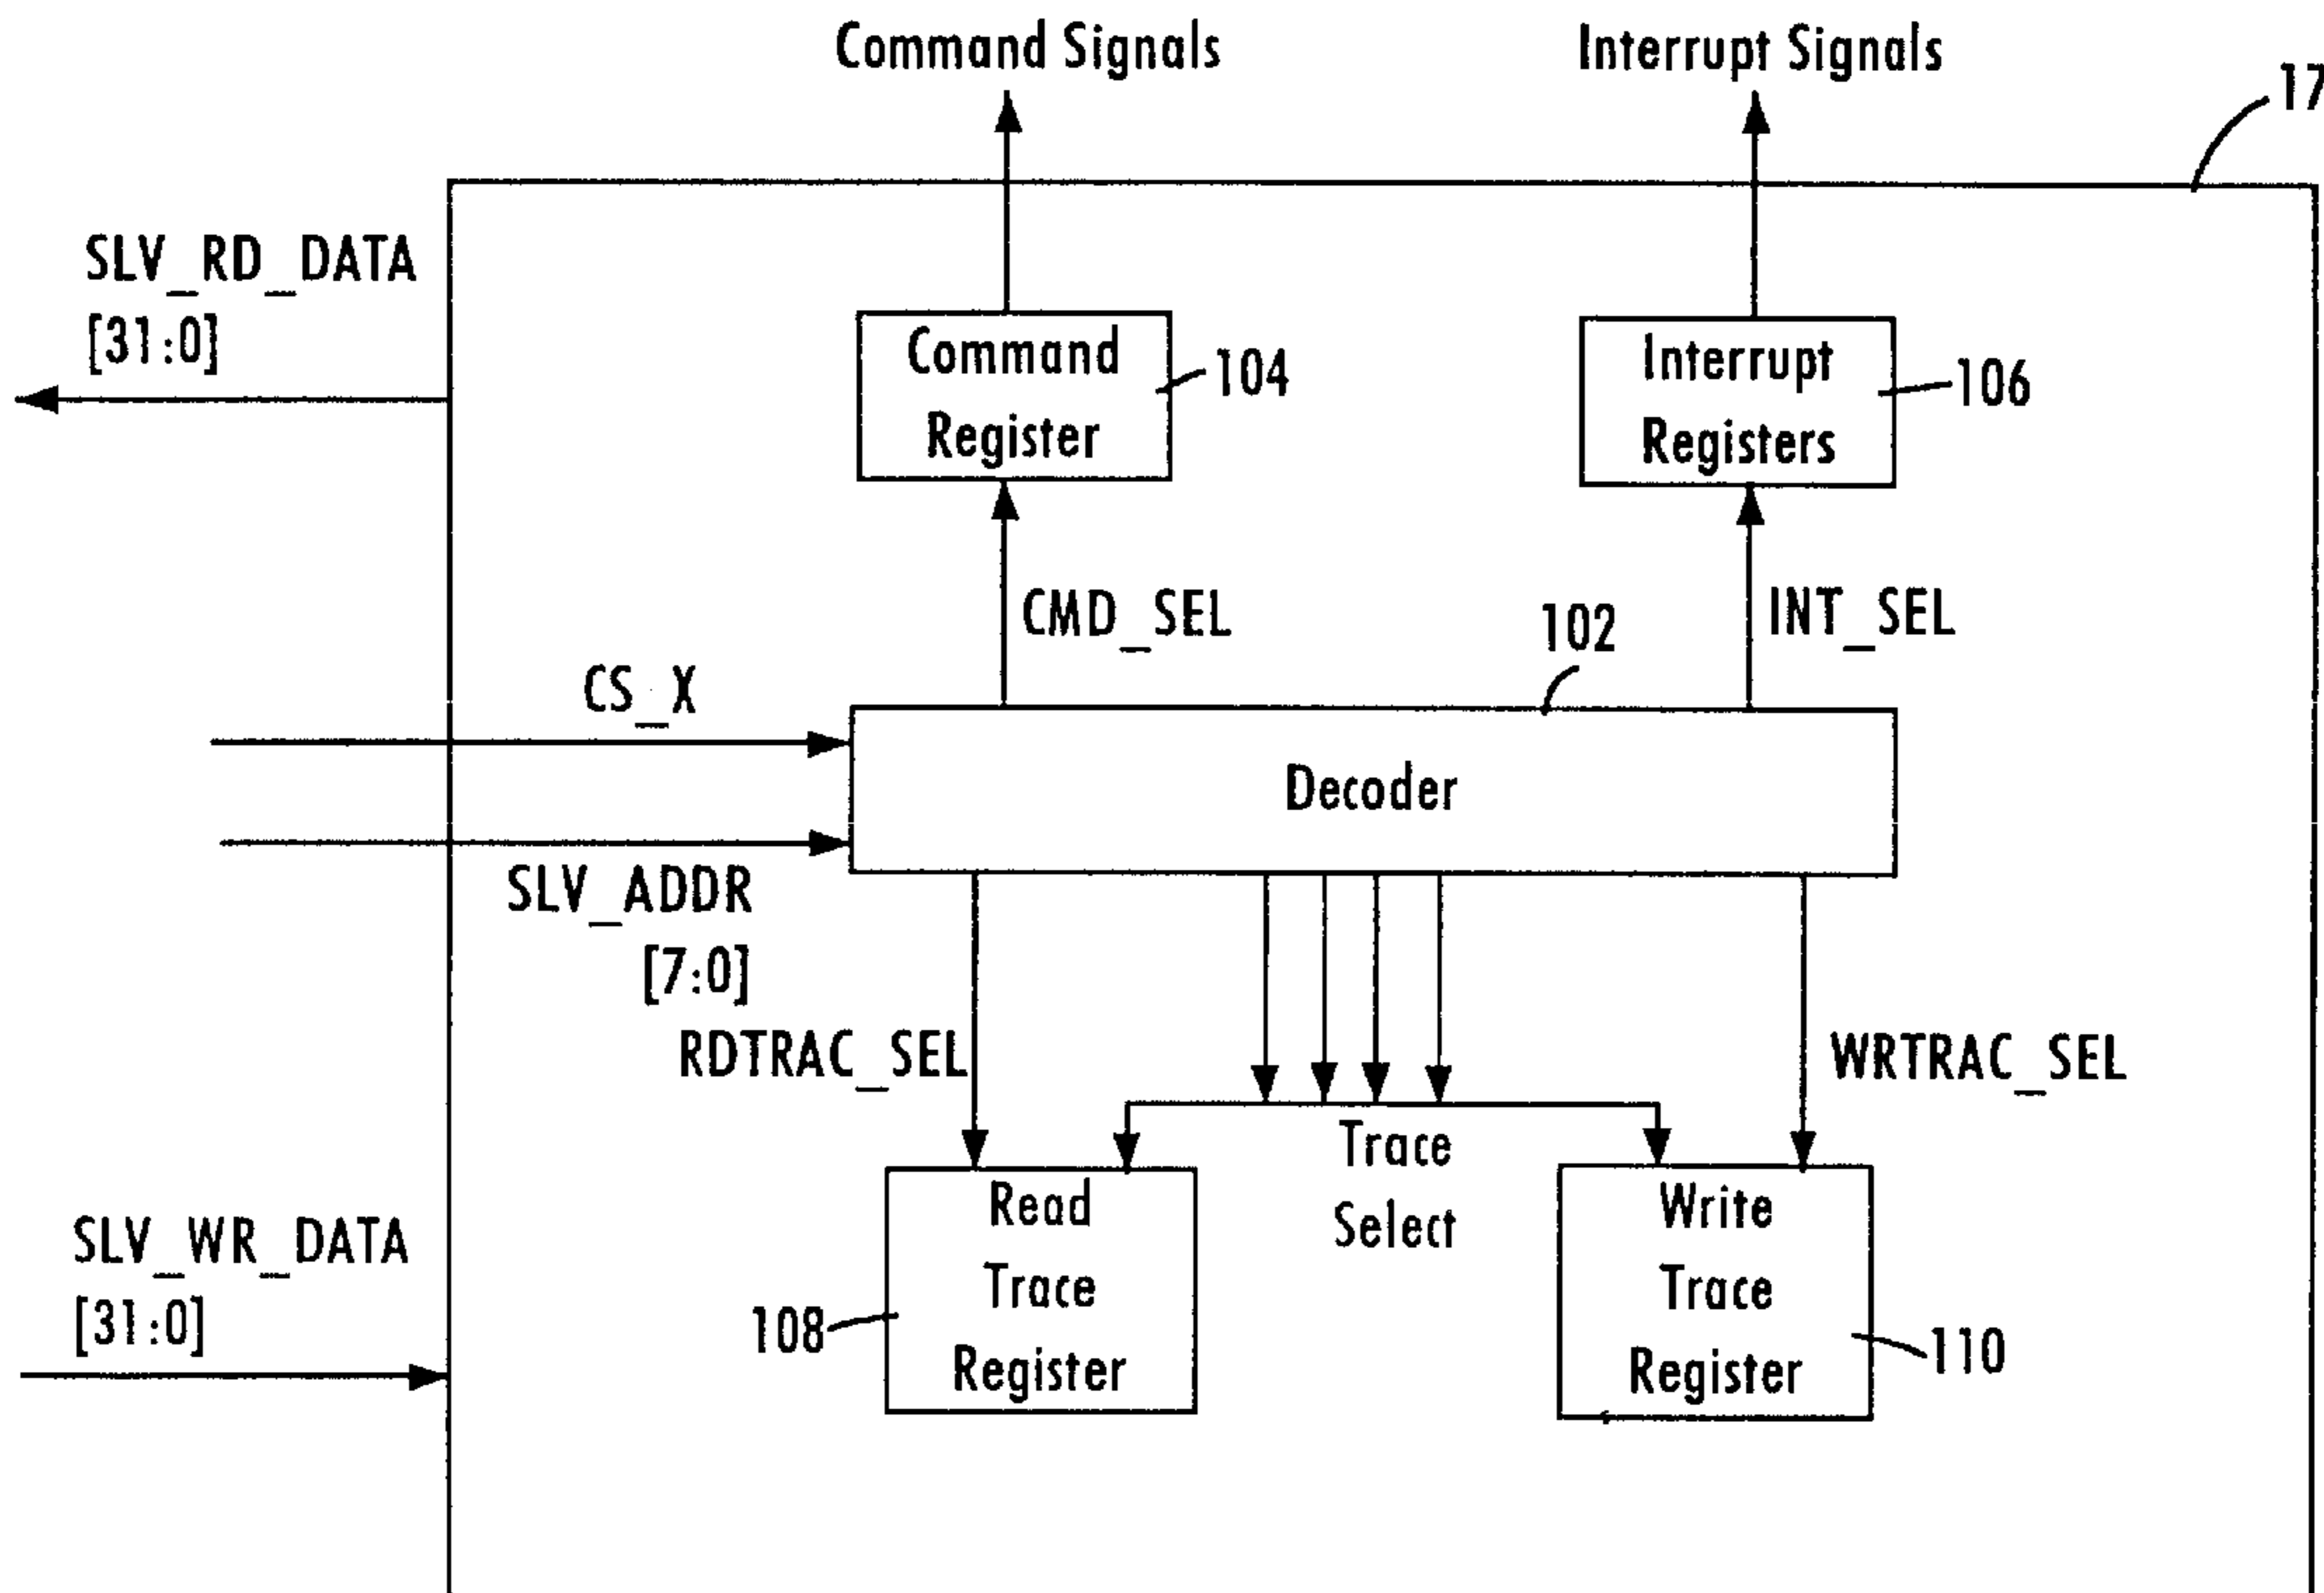 Command Signals
Interrupt Signals
17
SLV_RD_DATA
[31:0]
Command
Register
104
Interrupt
Registers
106
CMD_SEL
102
INT_SEL
CS_X
Decoder
SLV_ADDR
[7:0]
RDTRAC_SEL
WRTRAC_SEL
Trace
Select
Read
Trace
Register
108
Write
Trace
Register
110
SLV_WR_DATA
[31:0]